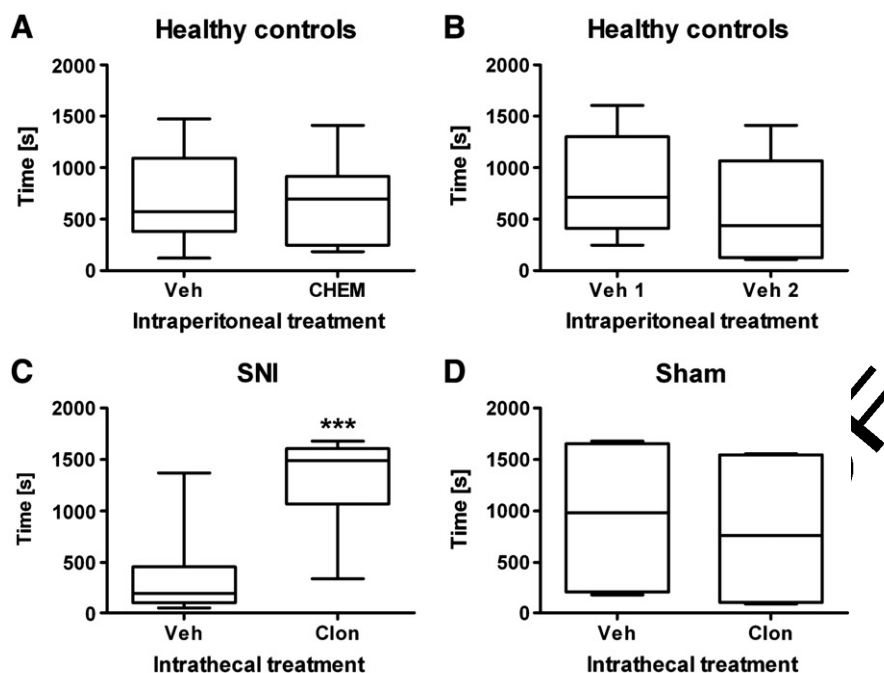 A Healthy controls
2000
1500
1000
500
0
Time [s]
Veh CHEM
Intraperitoneal treatment
B Healthy controls
2000
1500
1000
500
0
Time [s]
Veh 1 Veh 2
Intraperitoneal treatment
C SNI
2000
1500
1000
500
0
Time [s]
***
Veh Clon
Intrathecal treatment
D Sham
2000
1500
1000
500
0
Time [s]
Veh Clon
Intrathecal treatment